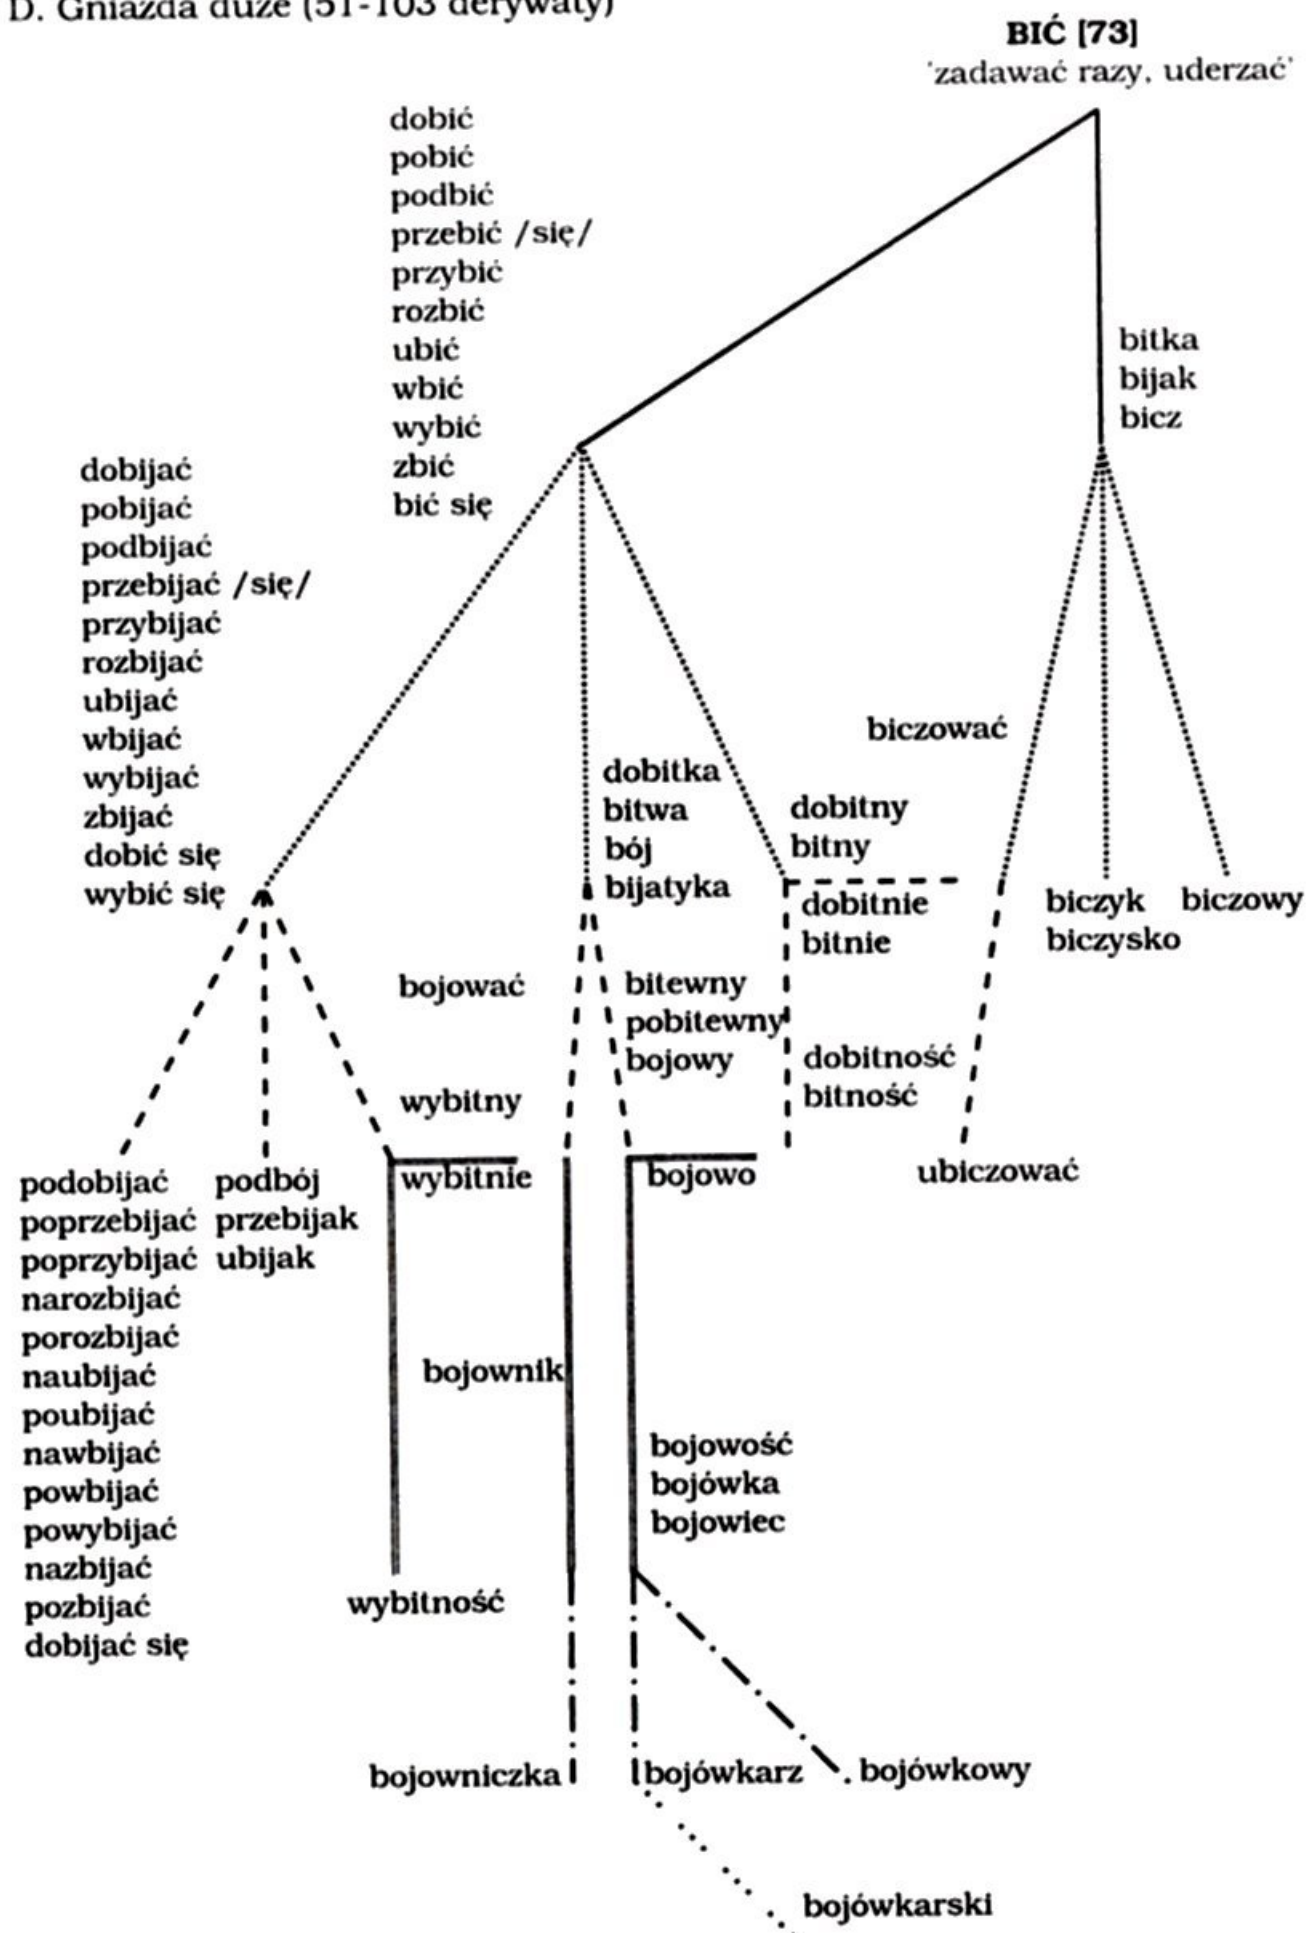 D. Gniazda duże (51-103 derywaty)
BIĆ [73]
'zadawać razy, uderzać'
dobić
pobić
podbić
przebić /się/
przybić
rozbić
ubić
wbić
wybić
zbić
bić się
bitka
bijak
bicz
dobijać
pobijać
podbijać
przebijać /się/
przybijać
rozbijać
ubijać
wbijać
wybijać
zbijać
dobić się
wybić się
dobitka
bitwa
bój
bijatyka
dobitny
bitny
dobitnie
bitnie
biczować
biczyk
biczysko
biczowy
bojować
bitewny
pobitewny
bojowy
dobitność
bitność
wybitny
ubiczować
podobijać
poprzebijać
poprzybijać
narozbijać
porozbijać
naubijać
poubijać
nawbijać
powbijać
powybijać
nazbijać
pozbijać
dobijać się
podbój
przebijak
ubijak
wybitnie
bojowo
bojownik
bojowość
bojówka
bojowiec
wybitność
bojowniczka
bojówkarz
bojówkowy
bojówkarski